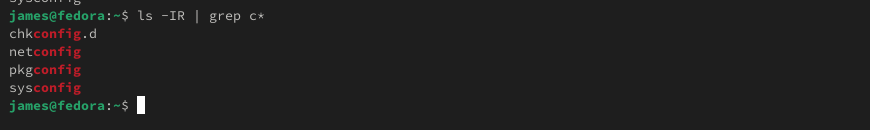 james@fedora:~$ ls -IR | grep c*
chkconfig.d
netconfig
pkgconfig
sysconfig
james@fedora:~$